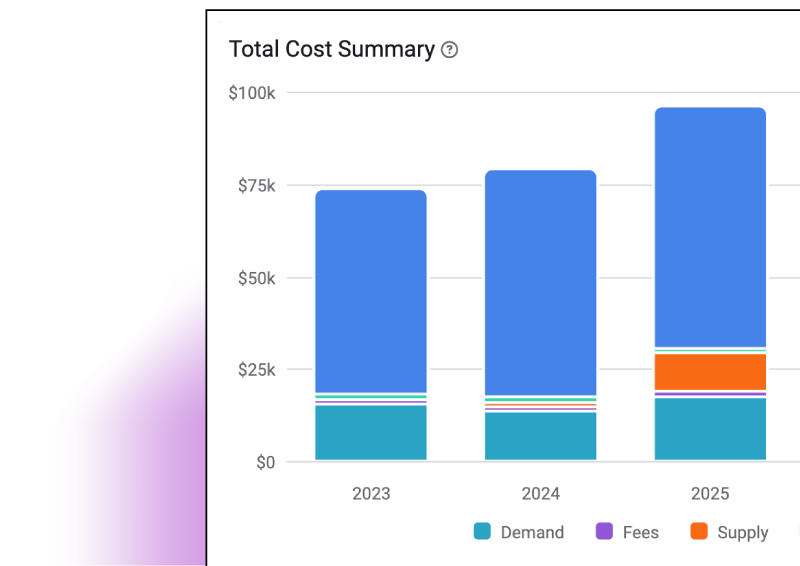 Total Cost Summary ?
$100k
$75k
$50k
$25k
$0
2023 2024 2025
Demand Fees Supply